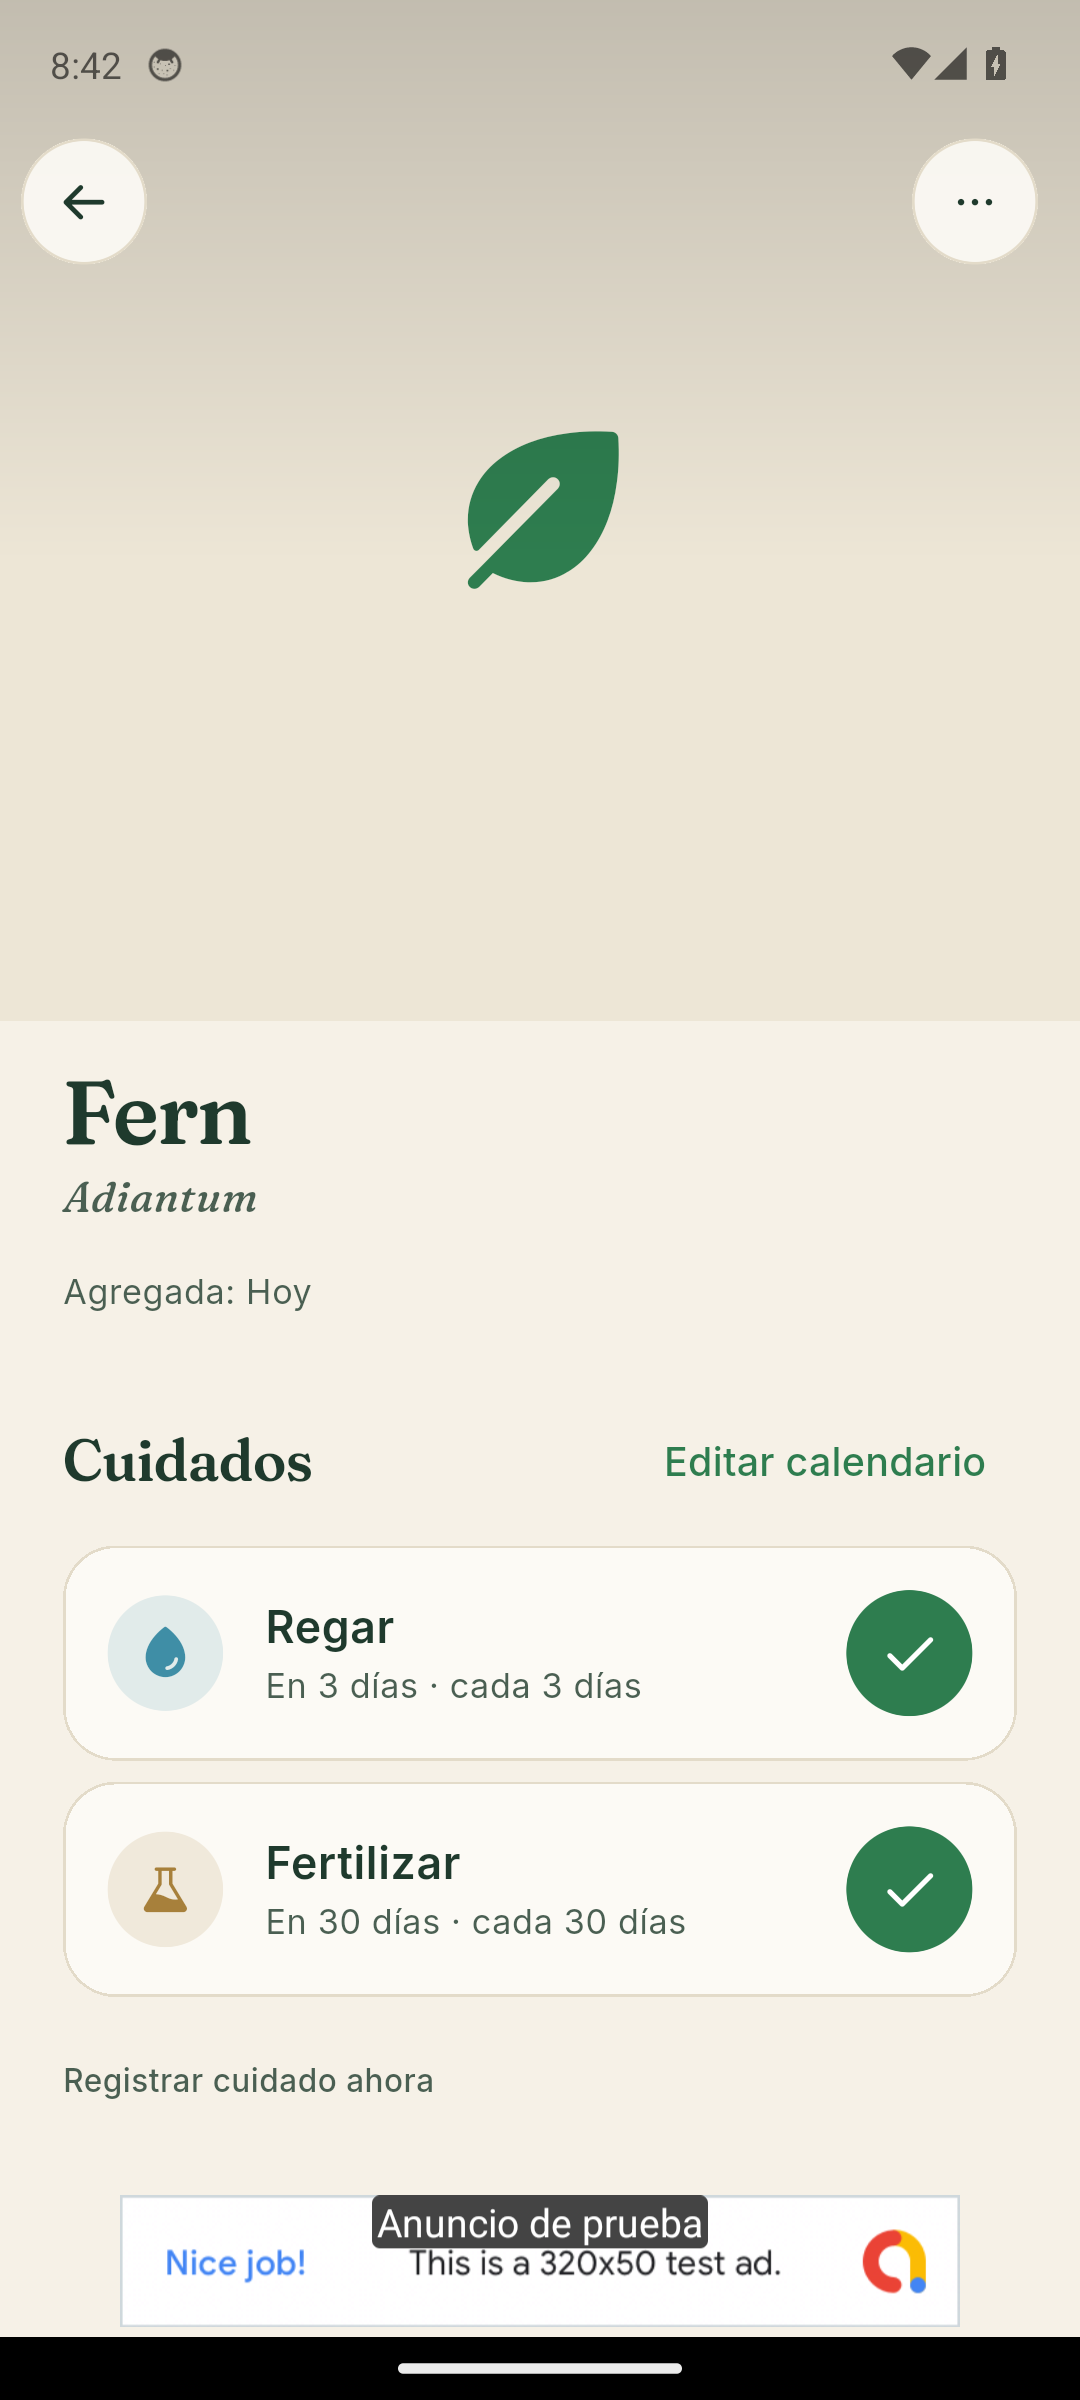 8:42
Fern
Adiantum
Agregada: Hoy
Cuidados
Editar calendario
Regar
En 3 días · cada 3 días
Fertilizar
En 30 días · cada 30 días
Registrar cuidado ahora
Anuncio de prueba
Nice job!
This is a 320x50 test ad.